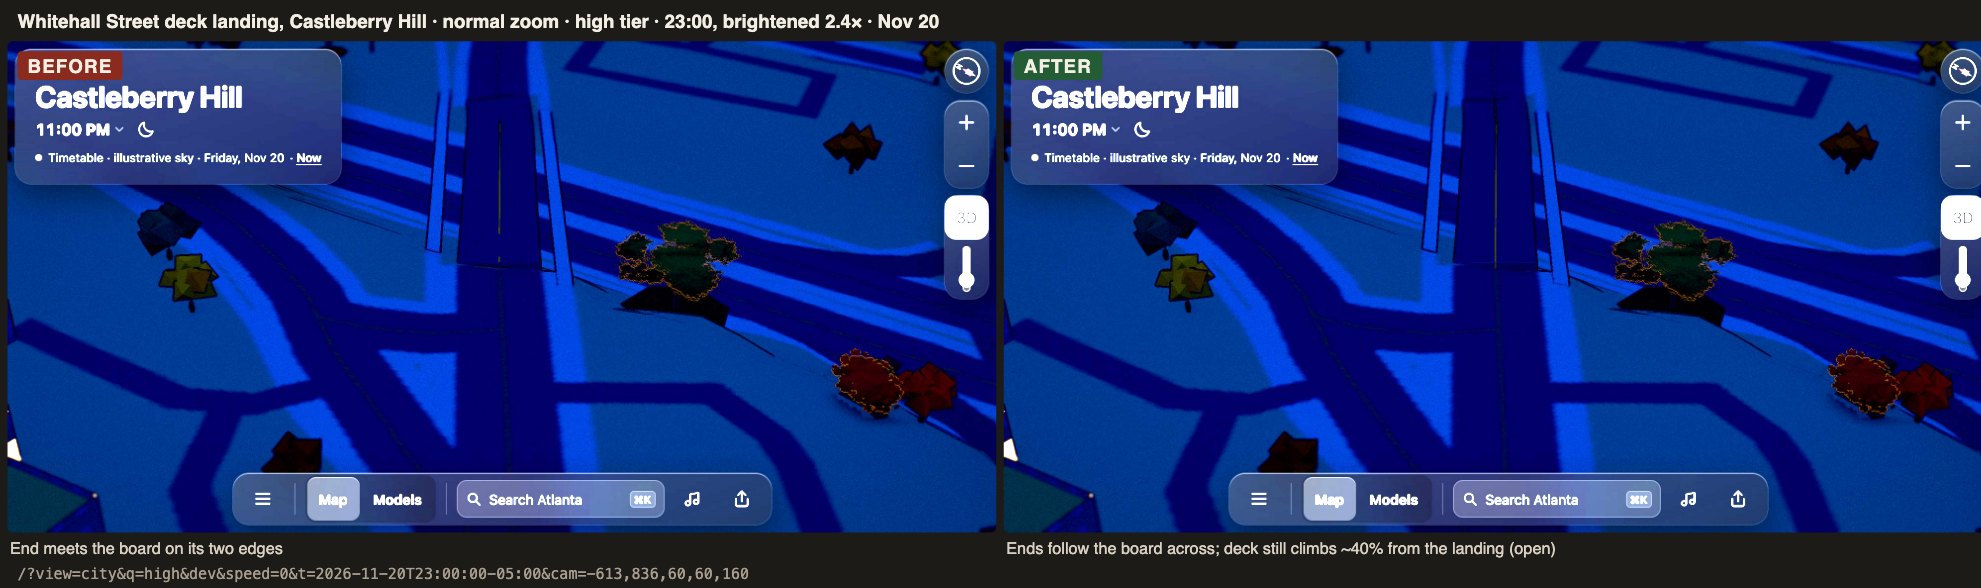 Whitehall Street deck landing, Castleberry Hill · normal zoom · high tier · 23:00, brightened 2.4× · Nov 20
BEFORE
Castleberry Hill
11:00 PM
Timetable · illustrative sky · Friday, Nov 20 · Now
+
−
3D
Map Models Search Atlanta ⌘K
End meets the board on its two edges
AFTER
Castleberry Hill
11:00 PM
Timetable · illustrative sky · Friday, Nov 20 · Now
+
−
3D
Map Models Search Atlanta ⌘K
Ends follow the board across; deck still climbs ~40% from the landing (open)
/?view=city&q=high&dev&speed=0&t=2026-11-20T23:00:00-05:00&cam=-613,836,60,60,160